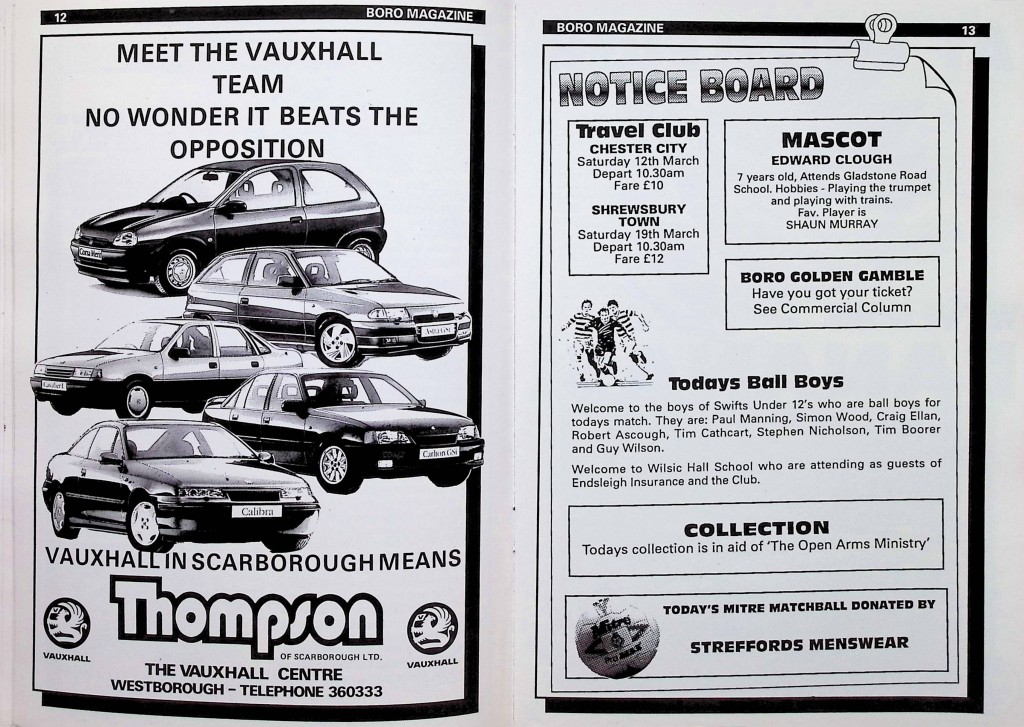 12
BORO MAGAZINE
MEET THE VAUXHALL
TEAM
NO WONDER IT BEATS THE
OPPOSITION
Corsa Merit
Astra GSi
Cavalier L
Carlton GSi
Calibra
VAUXHALL IN SCARBOROUGH MEANS
Thompson
OF SCARBOROUGH LTD.
VAUXHALL
VAUXHALL
THE VAUXHALL CENTRE
WESTBOROUGH – TELEPHONE 360333
BORO MAGAZINE
13
NOTICE BOARD
Travel Club
CHESTER CITY
Saturday 12th March
Depart 10.30am
Fare £10
SHREWSBURY
TOWN
Saturday 19th March
Depart 10.30am
Fare £12
MASCOT
EDWARD CLOUGH
7 years old, Attends Gladstone Road
School. Hobbies - Playing the trumpet
and playing with trains.
Fav. Player is
SHAUN MURRAY
BORO GOLDEN GAMBLE
Have you got your ticket?
See Commercial Column
Todays Ball Boys
Welcome to the boys of Swifts Under 12's who are ball boys for
todays match. They are: Paul Manning, Simon Wood, Craig Ellan,
Robert Ascough, Tim Cathcart, Stephen Nicholson, Tim Boorer
and Guy Wilson.
Welcome to Wilsic Hall School who are attending as guests of
Endsleigh Insurance and the Club.
COLLECTION
Todays collection is in aid of 'The Open Arms Ministry'
Mitre
PRO MAX
TODAY'S MITRE MATCHBALL DONATED BY
STREFFORDS MENSWEAR